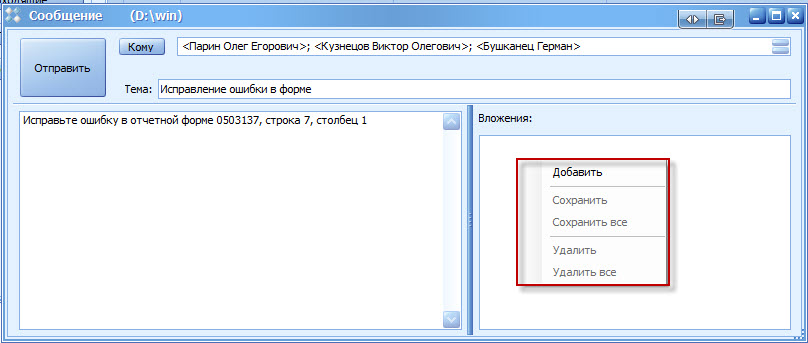 Сообщение (D:\win)
Отправить
Кому
<Парин Олег Егорович>; <Кузнецов Виктор Олегович>; <Бушканец Герман>
Тема:
Исправление ошибки в форме
Исправьте ошибку в отчетной форме 0503137, строка 7, столбец 1
Вложения:
Добавить
Сохранить
Сохранить все
Удалить
Удалить все